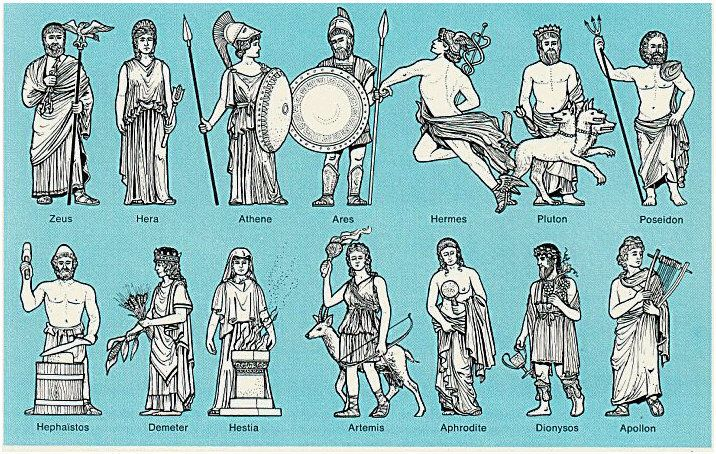 Zeus Hera Athene Ares Hermes Pluton Poseidon
Hephaistos Demeter Hestia Artemis Aphrodite Dionysos Apollon